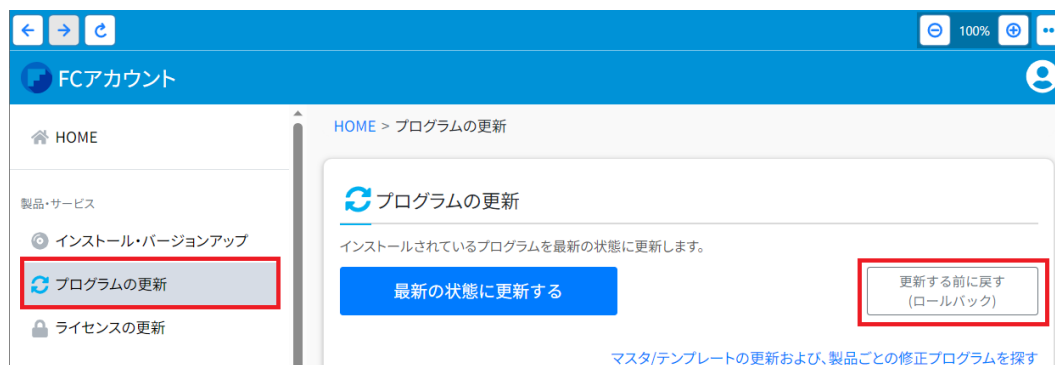 100%
FCアカウント
HOME
HOME > プログラムの更新
製品・サービス
インストール・バージョンアップ
プログラムの更新
ライセンスの更新
プログラムの更新
インストールされているプログラムを最新の状態に更新します。
最新の状態に更新する
更新する前に戻す
(ロールバック)
マスタ/テンプレートの更新および、製品ごとの修正プログラムを探す